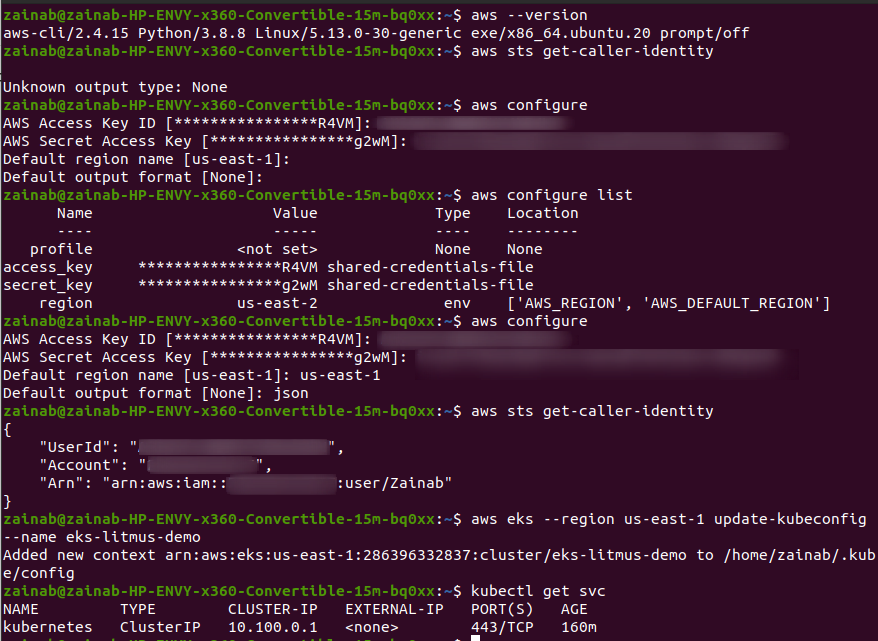 zainab@zainab-HP-ENVY-x360-Convertible-15m-bq0xx:~$ aws --version
aws-cli/2.4.15 Python/3.8.8 Linux/5.13.0-30-generic exe/x86_64.ubuntu.20 prompt/off
zainab@zainab-HP-ENVY-x360-Convertible-15m-bq0xx:~$ aws sts get-caller-identity
Unknown output type: None
zainab@zainab-HP-ENVY-x360-Convertible-15m-bq0xx:~$ aws configure
AWS Access Key ID [****************R4VM]:
AWS Secret Access Key [****************g2wM]:
Default region name [us-east-1]:
Default output format [None]:
zainab@zainab-HP-ENVY-x360-Convertible-15m-bq0xx:~$ aws configure list
      Name                    Value             Type    Location
      ----                    -----             ----    --------
   profile                <not set>             None    None
access_key     ****************R4VM shared-credentials-file
secret_key     ****************g2wM shared-credentials-file
    region                us-east-2              env    ['AWS_REGION', 'AWS_DEFAULT_REGION']
zainab@zainab-HP-ENVY-x360-Convertible-15m-bq0xx:~$ aws configure
AWS Access Key ID [****************R4VM]:
AWS Secret Access Key [****************g2wM]:
Default region name [us-east-1]: us-east-1
Default output format [None]: json
zainab@zainab-HP-ENVY-x360-Convertible-15m-bq0xx:~$ aws sts get-caller-identity
{
    "UserId": "",
    "Account": "",
    "Arn": "arn:aws:iam:::user/Zainab"
}
zainab@zainab-HP-ENVY-x360-Convertible-15m-bq0xx:~$ aws eks --region us-east-1 update-kubeconfig
--name eks-litmus-demo
Added new context arn:aws:eks:us-east-1:286396332837:cluster/eks-litmus-demo to /home/zainab/.kub
e/config
zainab@zainab-HP-ENVY-x360-Convertible-15m-bq0xx:~$ kubectl get svc
NAME         TYPE        CLUSTER-IP   EXTERNAL-IP   PORT(S)   AGE
kubernetes   ClusterIP   10.100.0.1   <none>        443/TCP   160m